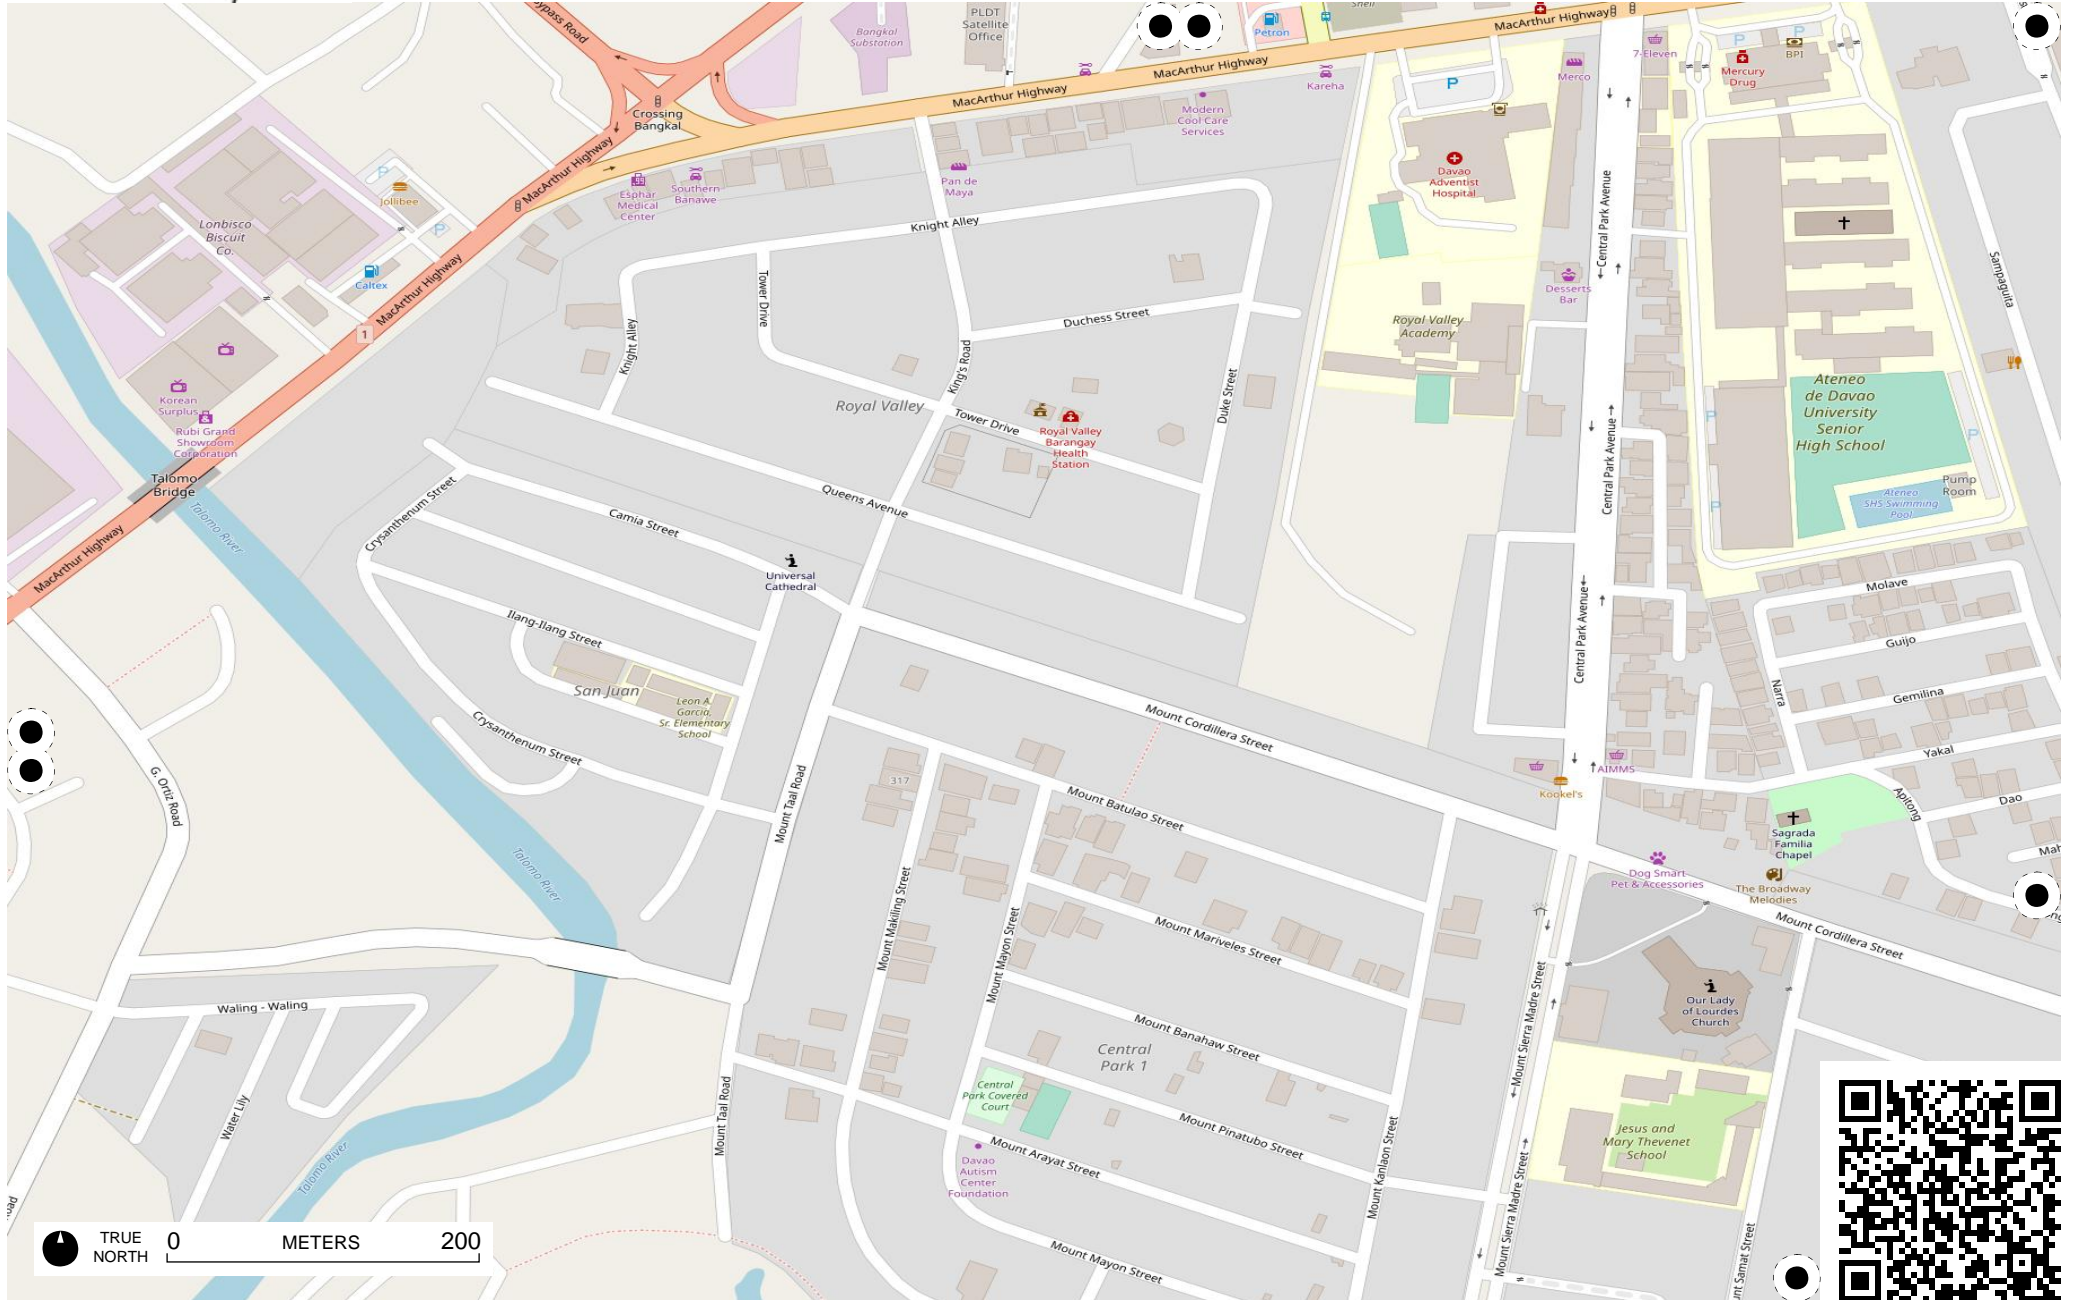 Bypass Road
PLDT
Satellite
Office
Bangkal
Substation
Petron
Shell
MacArthur Highway
7-Eleven
Mercury
Drug
BPI
P
P
MacArthur Highway
Kareha
Merco
P
MacArthur Highway
Modern
Cool Care
Services
Crossing
Bangkal
MacArthur Highway
Jollibee
P
P
Esphar
Medical
Center
Southern
Banawe
Pan de
Maya
Davao
Adventist
Hospital
Central Park Avenue
Lonbisco
Biscuit
Co.
Caltex
MacArthur Highway
1
Knight Alley
Tower Drive
Knight Alley
Duchess Street
King's Road
Desserts
Bar
Royal Valley
Academy
Sampaguita
Korean
Surplus
Rubi Grand
Showroom
Corporation
Royal Valley
Tower Drive
Royal Valley
Barangay
Health
Station
Duke Street
Ateneo
de Davao
University
Senior
High School
P
P
P
Central Park Avenue
Pump
Room
Ateneo
SHS Swimming
Pool
Talomo
Bridge
Talomo River
MacArthur Highway
Crysanthenum Street
Camia Street
Queens Avenue
Universal
Cathedral
Ilang-Ilang Street
San Juan
Leon A.
Garcia,
Sr. Elementary
School
Crysanthenum Street
Central Park Avenue
Molave
Guijo
Narra
Gemilina
Yakal
Apitong
Dao
Mah
Mount Cordillera Street
AIMMS
Kookel's
317
G. Ortiz Road
Mount Taal Road
Mount Batulao Street
Sagrada
Familia
Chapel
Dog Smart
Pet & Accessories
The Broadway
Melodies
Mount Cordillera Street
Talomo River
Mount Makiling Street
Mount Mayon Street
Mount Mariveles Street
Mount Sierra Madre Street
Our Lady
of Lourdes
Church
Waling - Waling
Water Lily
Mount Banahaw Street
Central
Park 1
Central
Park Covered
Court
Mount Pinatubo Street
Mount Taal Road
Mount Arayat Street
Davao
Autism
Center
Foundation
Mount Kanlaon Street
Mount Sierra Madre Street
Jesus and
Mary Thevenet
School
Talomo River
oad
Mount Mayon Street
nt Samat Street
TRUE
NORTH
0 METERS 200